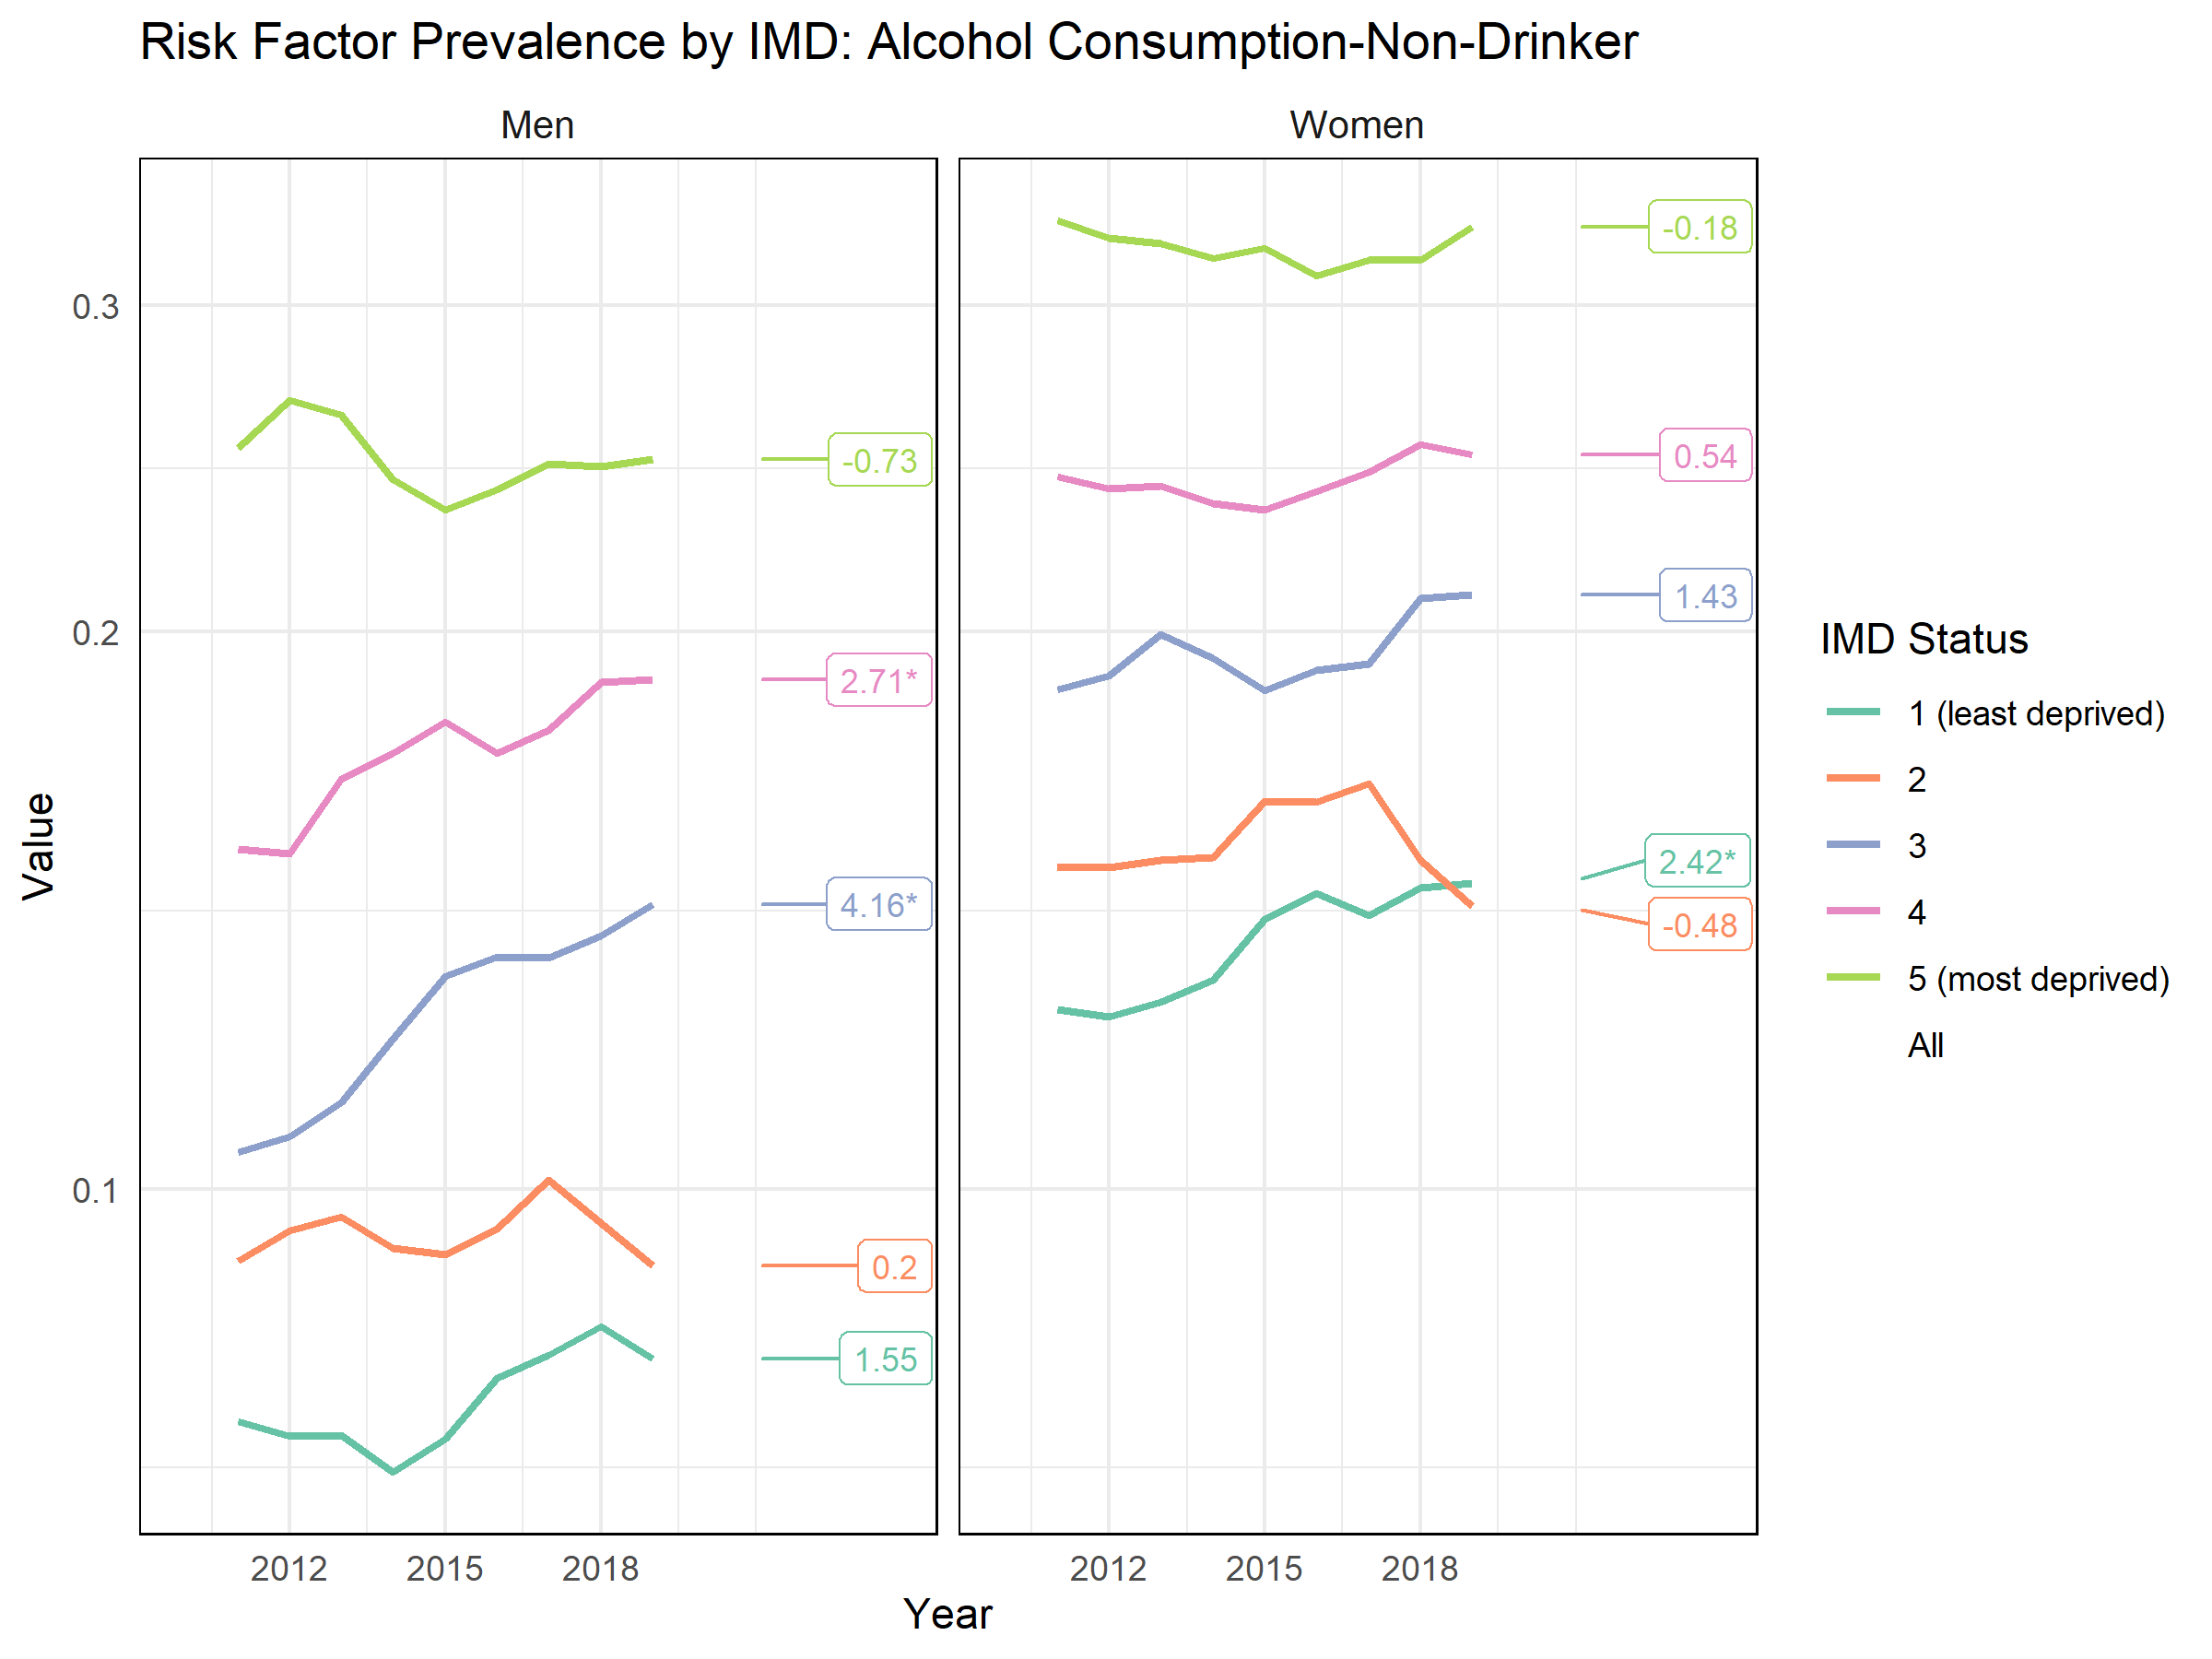 Risk Factor Prevalence by IMD: Alcohol Consumption-Non-Drinker
Men
Women
0.3
0.2
0.1
Value
-0.73
2.71*
4.16*
0.2
1.55
-0.18
0.54
1.43
2.42*
-0.48
2012 2015 2018
2012 2015 2018
Year
IMD Status
1 (least deprived)
2
3
4
5 (most deprived)
All